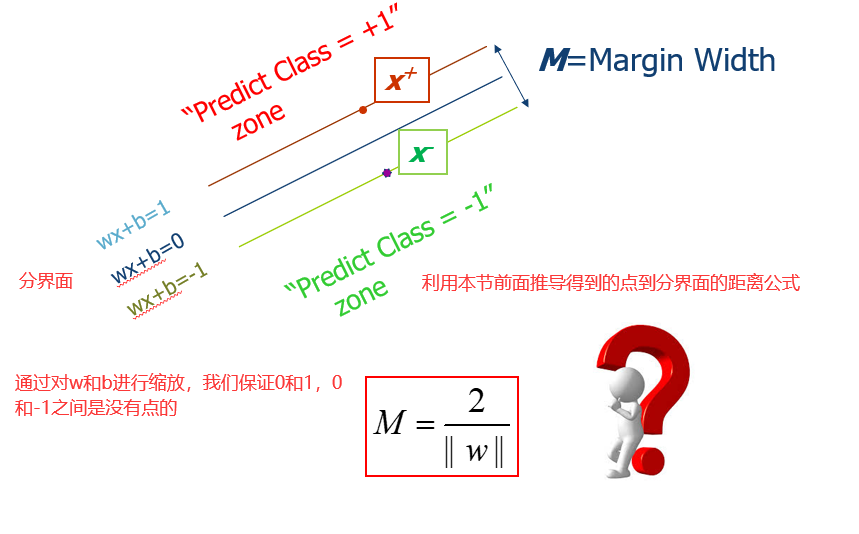 “Predict Class = +1”
zone
x+
M=Margin Width
x-
wx+b=1
wx+b=0
wx+b=-1
分界面
“Predict Class = -1”
zone
利用本节前面推导得到的点到分界面的距离公式
通过对w和b进行缩放，我们保证0和1，0
和-1之间是没有点的
M = 2 / || w ||
?